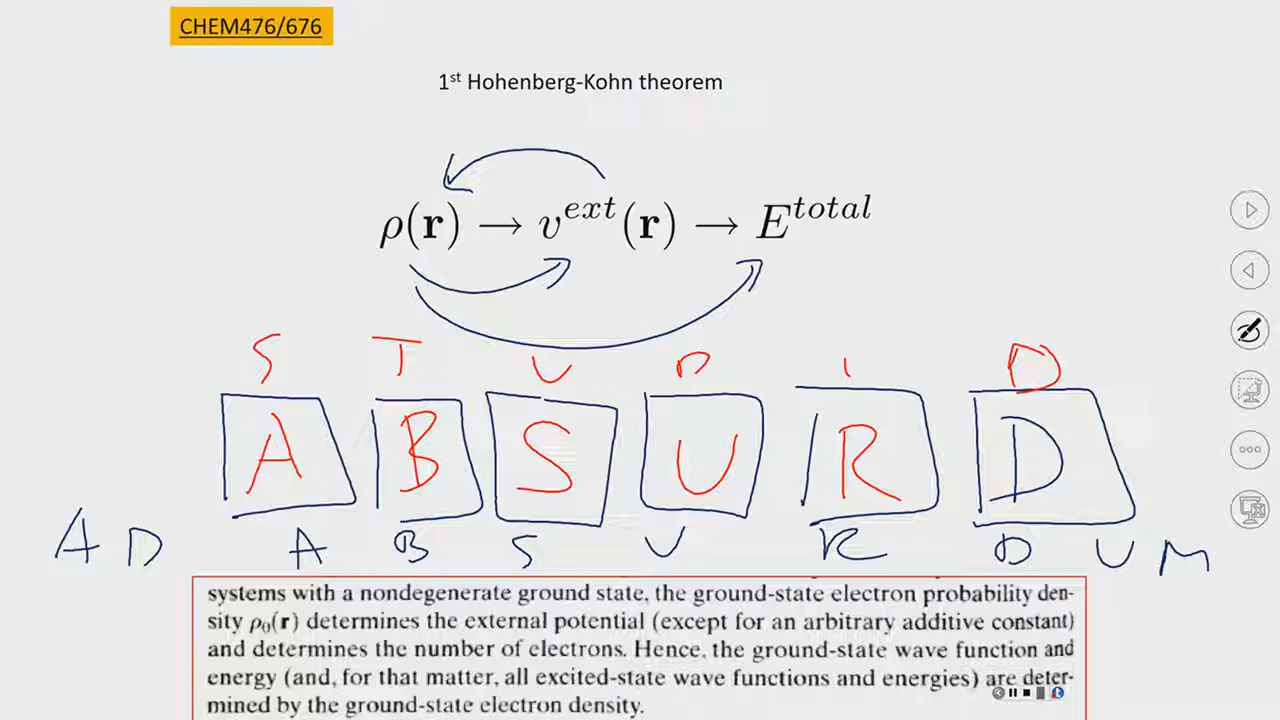 CHEM476/676
1st Hohenberg-Kohn theorem
ρ(r) → v^ext(r) → E^total
S T U P I D
A B S U R D
A D A B S U R D U M
systems with a nondegenerate ground state, the ground-state electron probability den-
sity ρ₀(r) determines the external potential (except for an arbitrary additive constant)
and determines the number of electrons. Hence, the ground-state wave function and
energy (and, for that matter, all excited-state wave functions and energies) are deter-
mined by the ground-state electron density.